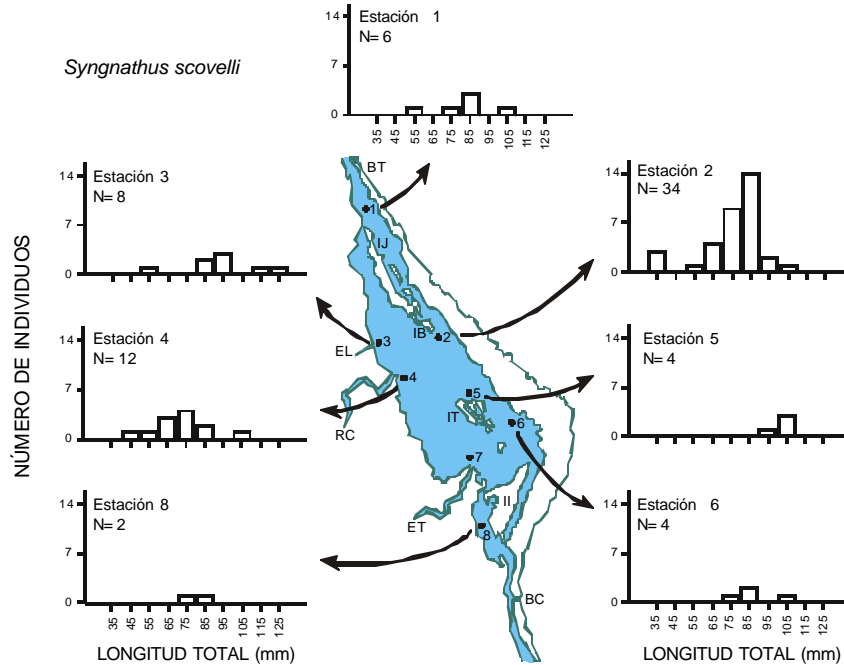 Syngnathus scovelli
NÚMERO DE INDIVIDUOS
Estación 1
N= 6
14
7
0
35 45 55 65 75 85 95 105 115 125
Estación 3
N= 8
14
7
0
Estación 2
N= 34
14
7
0
Estación 4
N= 12
14
7
0
Estación 5
N= 4
14
7
0
Estación 8
N= 2
14
7
0
35 45 55 65 75 85 95 105 115 125
LONGITUD TOTAL (mm)
Estación 6
N= 4
14
7
0
35 45 55 65 75 85 95 105 115 125
LONGITUD TOTAL (mm)
BT
1
IJ
IB
2
3
EL
4
5
IT
6
RC
7
II
ET
8
BC